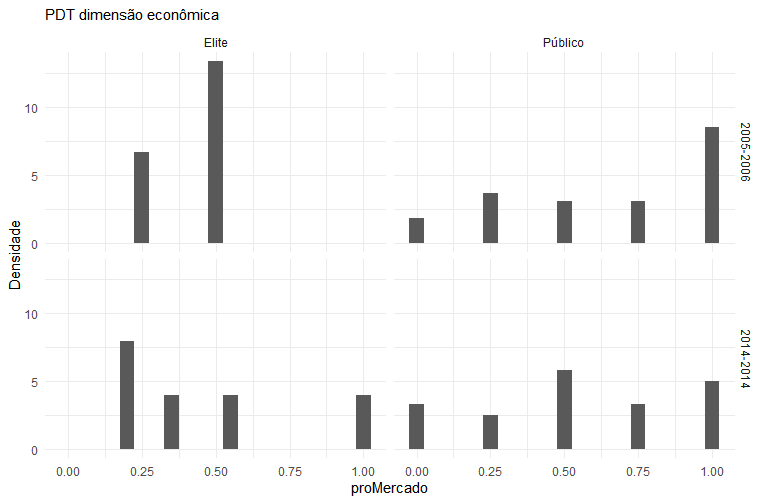 PDT dimensão econômica
Elite
Público
10
5
0
2005-2006
Densidade
10
5
0
2014-2014
0.00 0.25 0.50 0.75 1.00 0.00 0.25 0.50 0.75 1.00
proMercado